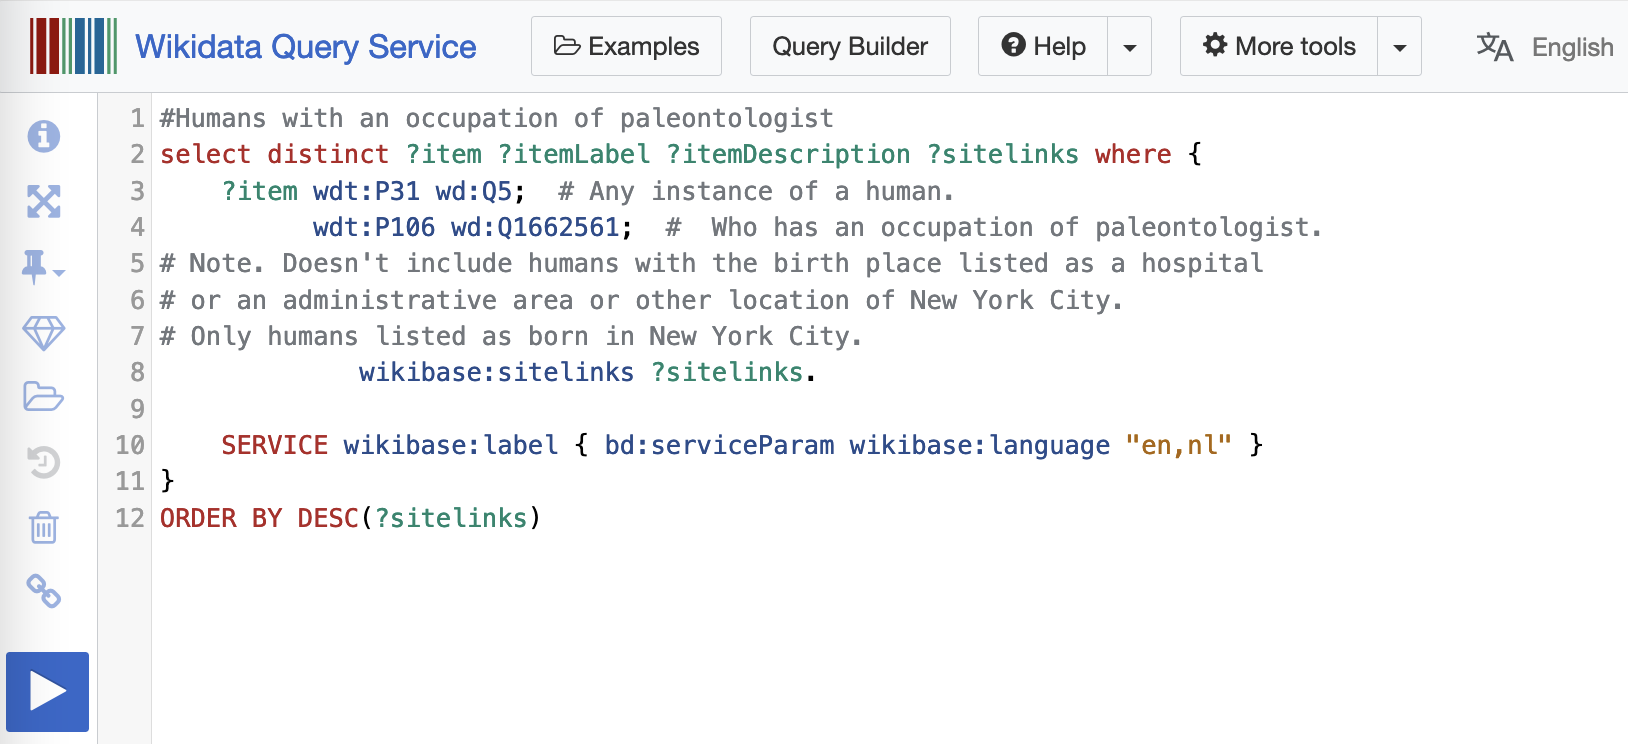 Wikidata Query Service
Examples
Query Builder
Help
More tools
文A English
1 #Humans with an occupation of paleontologist
2 select distinct ?item ?itemLabel ?itemDescription ?sitelinks where {
3     ?item wdt:P31 wd:Q5;  # Any instance of a human.
4           wdt:P106 wd:Q1662561;  #  Who has an occupation of paleontologist.
5 # Note. Doesn't include humans with the birth place listed as a hospital
6 # or an administrative area or other location of New York City.
7 # Only humans listed as born in New York City.
8              wikibase:sitelinks ?sitelinks.
9
10     SERVICE wikibase:label { bd:serviceParam wikibase:language "en,nl" }
11 }
12 ORDER BY DESC(?sitelinks)